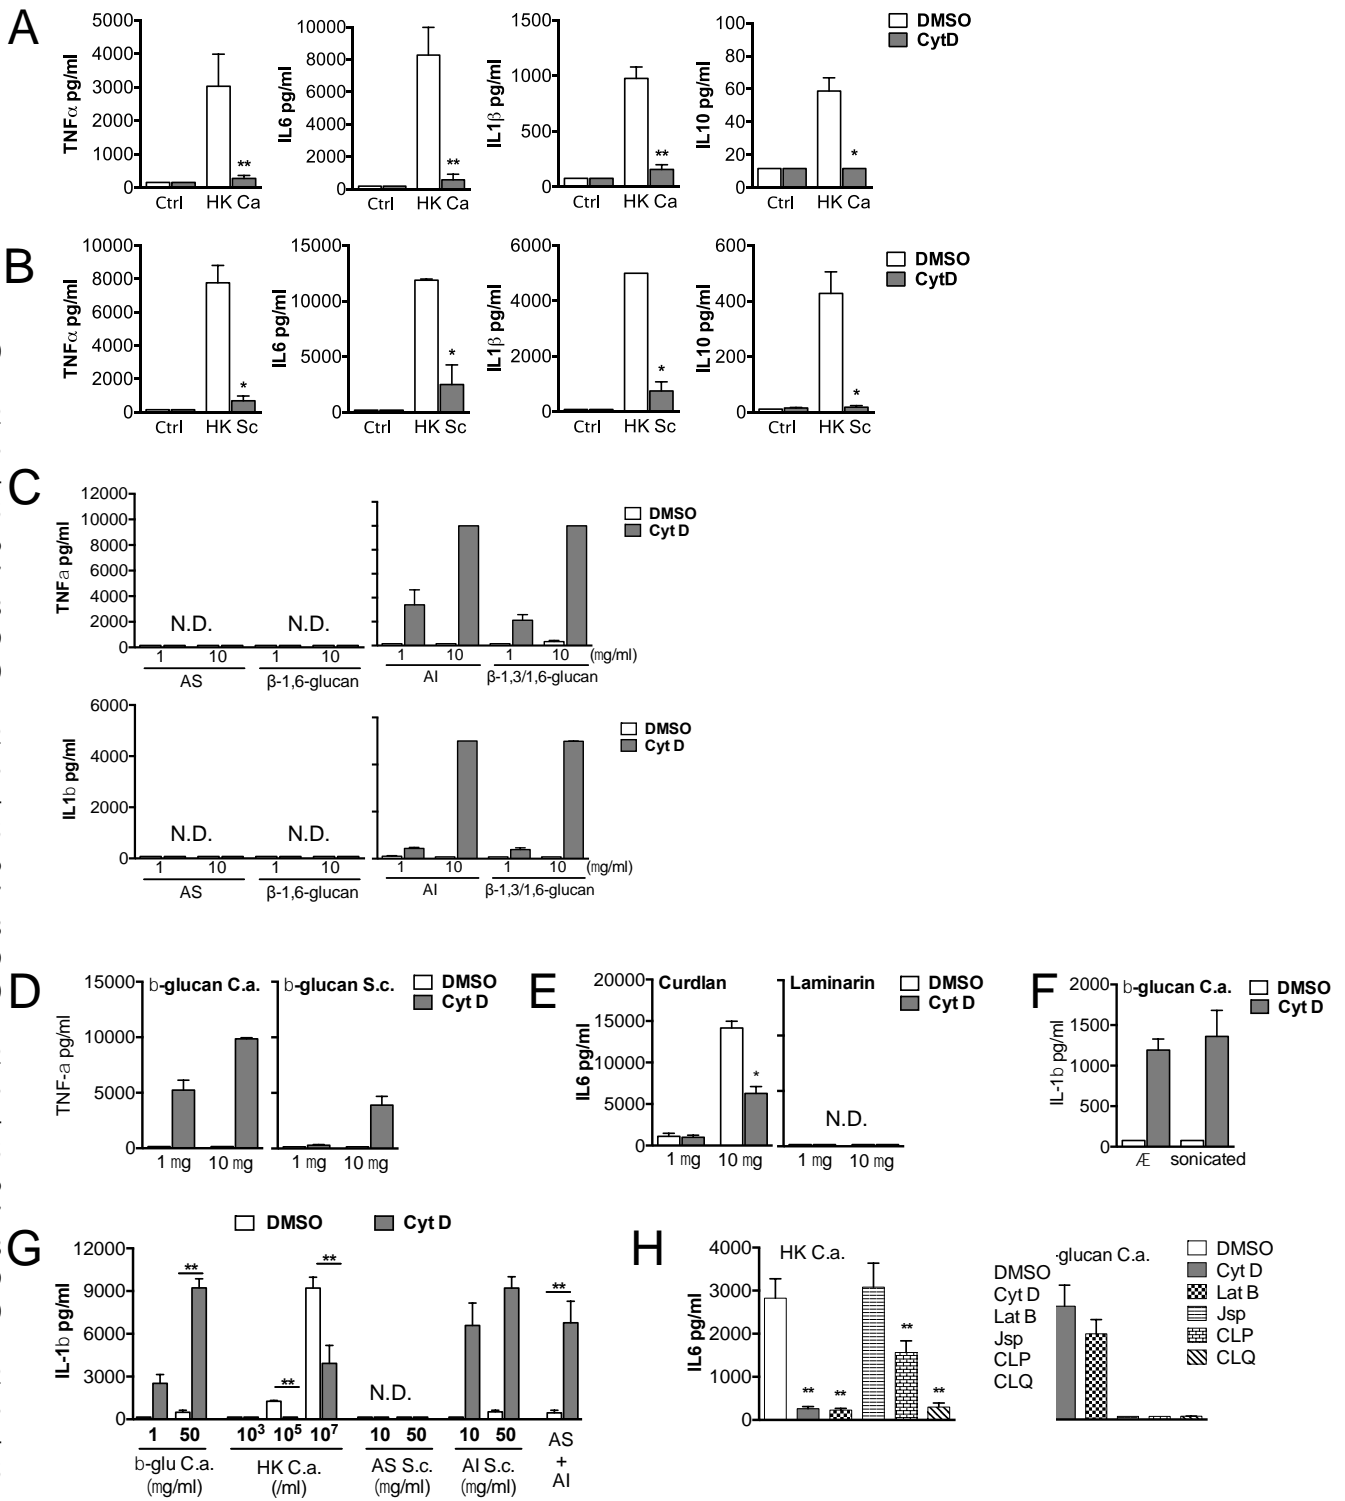 A
TNFα pg/ml
5000
4000
3000
2000
1000
0
Ctrl HK Ca
**
IL6 pg/ml
10000
8000
6000
4000
2000
0
Ctrl HK Ca
**
IL1β pg/ml
1500
1000
500
0
Ctrl HK Ca
**
IL10 pg/ml
100
80
60
40
20
0
Ctrl HK Ca
*
DMSO
CytD
B
TNFα pg/ml
10000
8000
6000
4000
2000
0
Ctrl HK Sc
*
IL6 pg/ml
15000
10000
5000
0
Ctrl HK Sc
*
IL1β pg/ml
6000
4000
2000
0
Ctrl HK Sc
*
IL10 pg/ml
600
400
200
0
Ctrl HK Sc
*
DMSO
CytD
C
TNFa pg/ml
12000
10000
8000
6000
4000
2000
0
N.D. N.D.
1 10 1 10 1 10 1 10 (mg/ml)
AS β-1,6-glucan AI β-1,3/1,6-glucan
DMSO
Cyt D
IL1b pg/ml
6000
4000
2000
0
N.D. N.D.
1 10 1 10 1 10 1 10 (mg/ml)
AS β-1,6-glucan AI β-1,3/1,6-glucan
DMSO
Cyt D
D
TNF-a pg/ml
15000
10000
5000
0
b-glucan C.a. b-glucan S.c.
1 mg 10 mg 1 mg 10 mg
DMSO
Cyt D
E
IL6 pg/ml
20000
15000
10000
5000
0
Curdlan Laminarin
*
N.D.
1 mg 10 mg 1 mg 10 mg
DMSO
Cyt D
F
IL-1b pg/ml
2000
1500
1000
500
0
b-glucan C.a.
Æ sonicated
DMSO
Cyt D
G
DMSO Cyt D
IL-1b pg/ml
12000
9000
6000
3000
0
** ** ** **
N.D.
1 50 10³ 10⁵ 10⁷ 10 50 10 50 AS
+
AI
b-glu C.a. HK C.a. AS S.c. AI S.c.
(mg/ml) (/ml) (mg/ml) (mg/ml)
H
IL6 pg/ml
4000
3000
2000
1000
0
HK C.a.
** ** ** **
DMSO
Cyt D
Lat B
Jsp
CLP
CLQ
-glucan C.a.
DMSO
Cyt D
Lat B
Jsp
CLP
CLQ